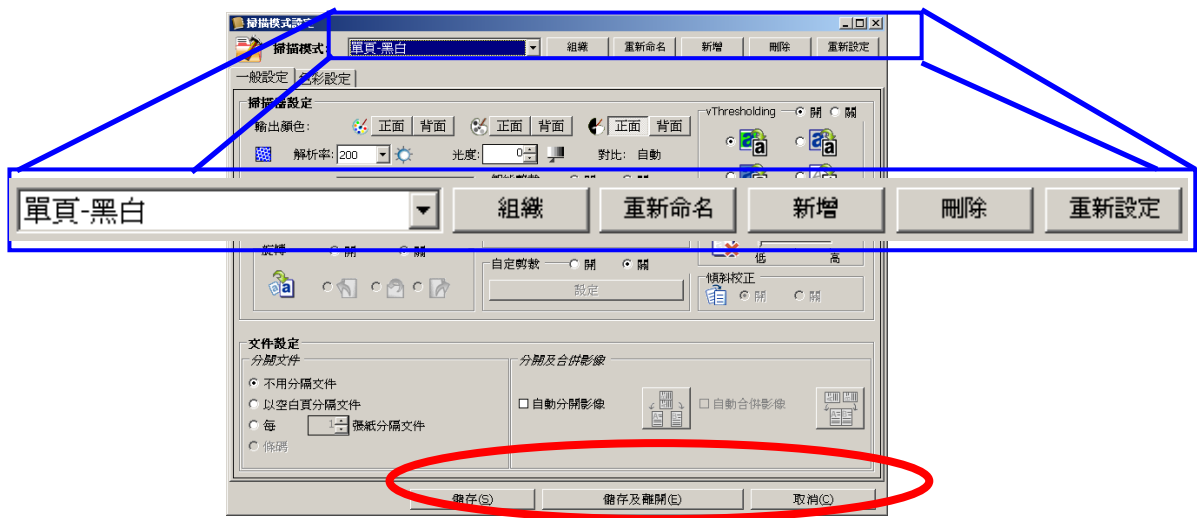 掃描模式設定
掃描模式: 單頁-黑白 組織 重新命名 新增 刪除 重新設定
一般設定 色彩設定
掃描器設定
輸出顏色: 正面 背面 正面 背面 正面 背面
vThresholding 開 關
解析率: 200 光度: 0 對比: 自動
單頁-黑白 組織 重新命名 新增 刪除 重新設定
旋轉 開 關
低 高
自定剪裁 開 關
設定
傾斜校正
開 關
文件設定
分開文件
不用分隔文件
以空白頁分隔文件
每 1 張紙分隔文件
條碼
分開及合併影像
自動分開影像 自動合併影像
儲存(S) 儲存及離開(E) 取消(C)